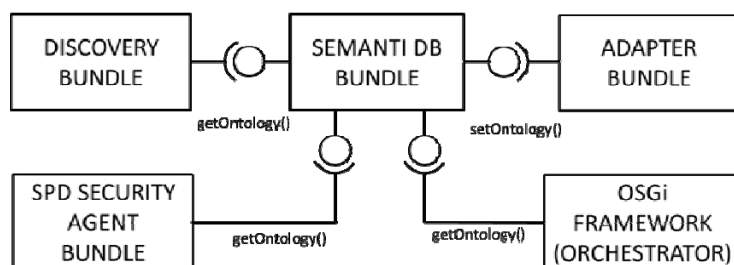 DISCOVERY
BUNDLE
SEMANTI DB
BUNDLE
ADAPTER
BUNDLE
getOntology()
setOntology()
SPD SECURITY
AGENT
BUNDLE
getOntology()
getOntology()
OSGi
FRAMEWORK
(ORCHESTRATOR)